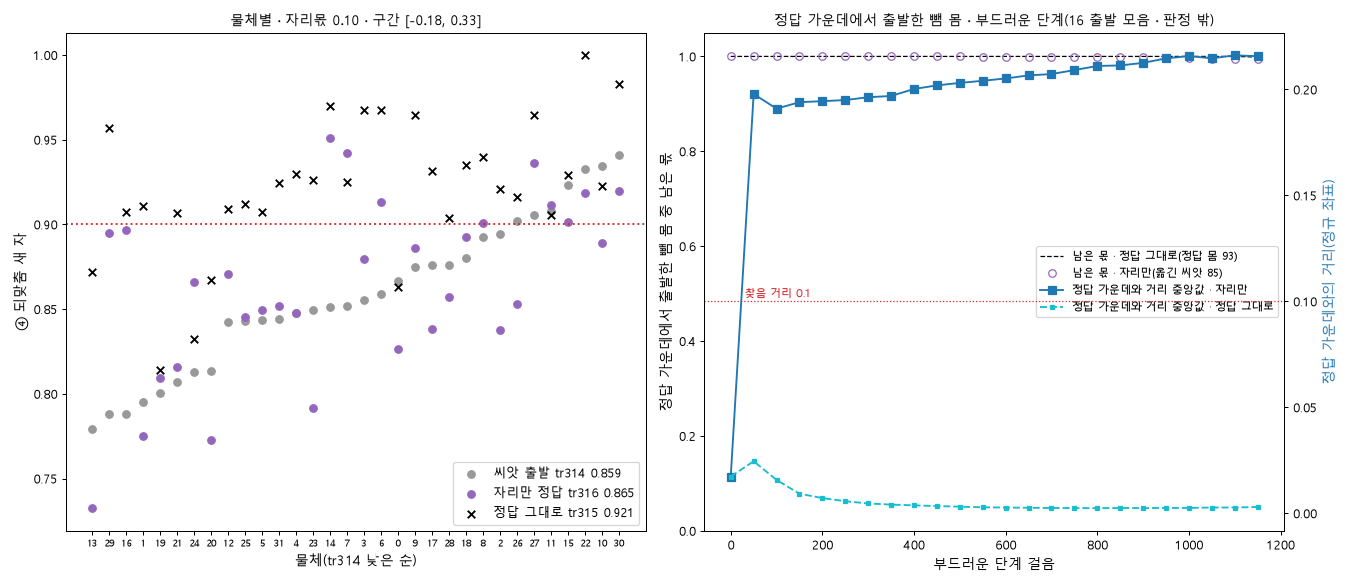 물체별 · 자리몫 0.10 · 구간 [-0.18, 0.33]
④ 되맞춤 새 자
1.00
0.95
0.90
0.85
0.80
0.75
씨앗 출발 tr314 0.859
자리만 정답 tr316 0.865
정답 그대로 tr315 0.921
13 29 16 1 19 21 24 20 12 25 5 31 4 23 14 7 3 6 0 9 17 28 18 8 2 26 27 11 15 22 10 30
물체(tr314 낮은 순)
정답 가운데에서 출발한 뺌 몸 · 부드러운 단계(16 출발 모음 · 판정 밖)
정답 가운데에서 출발한 뺌 몸 중 남은 몫
1.0
0.8
0.6
0.4
0.2
0.0
남은 몫 · 정답 그대로(정답 몸 93)
남은 몫 · 자리만(옮긴 씨앗 85)
정답 가운데와 거리 중앙값 · 자리만
정답 가운데와 거리 중앙값 · 정답 그대로
찾음 거리 0.1
0.20
0.15
0.10
0.05
0.00
정답 가운데와의 거리(정규 좌표)
0 200 400 600 800 1000 1200
부드러운 단계 걸음